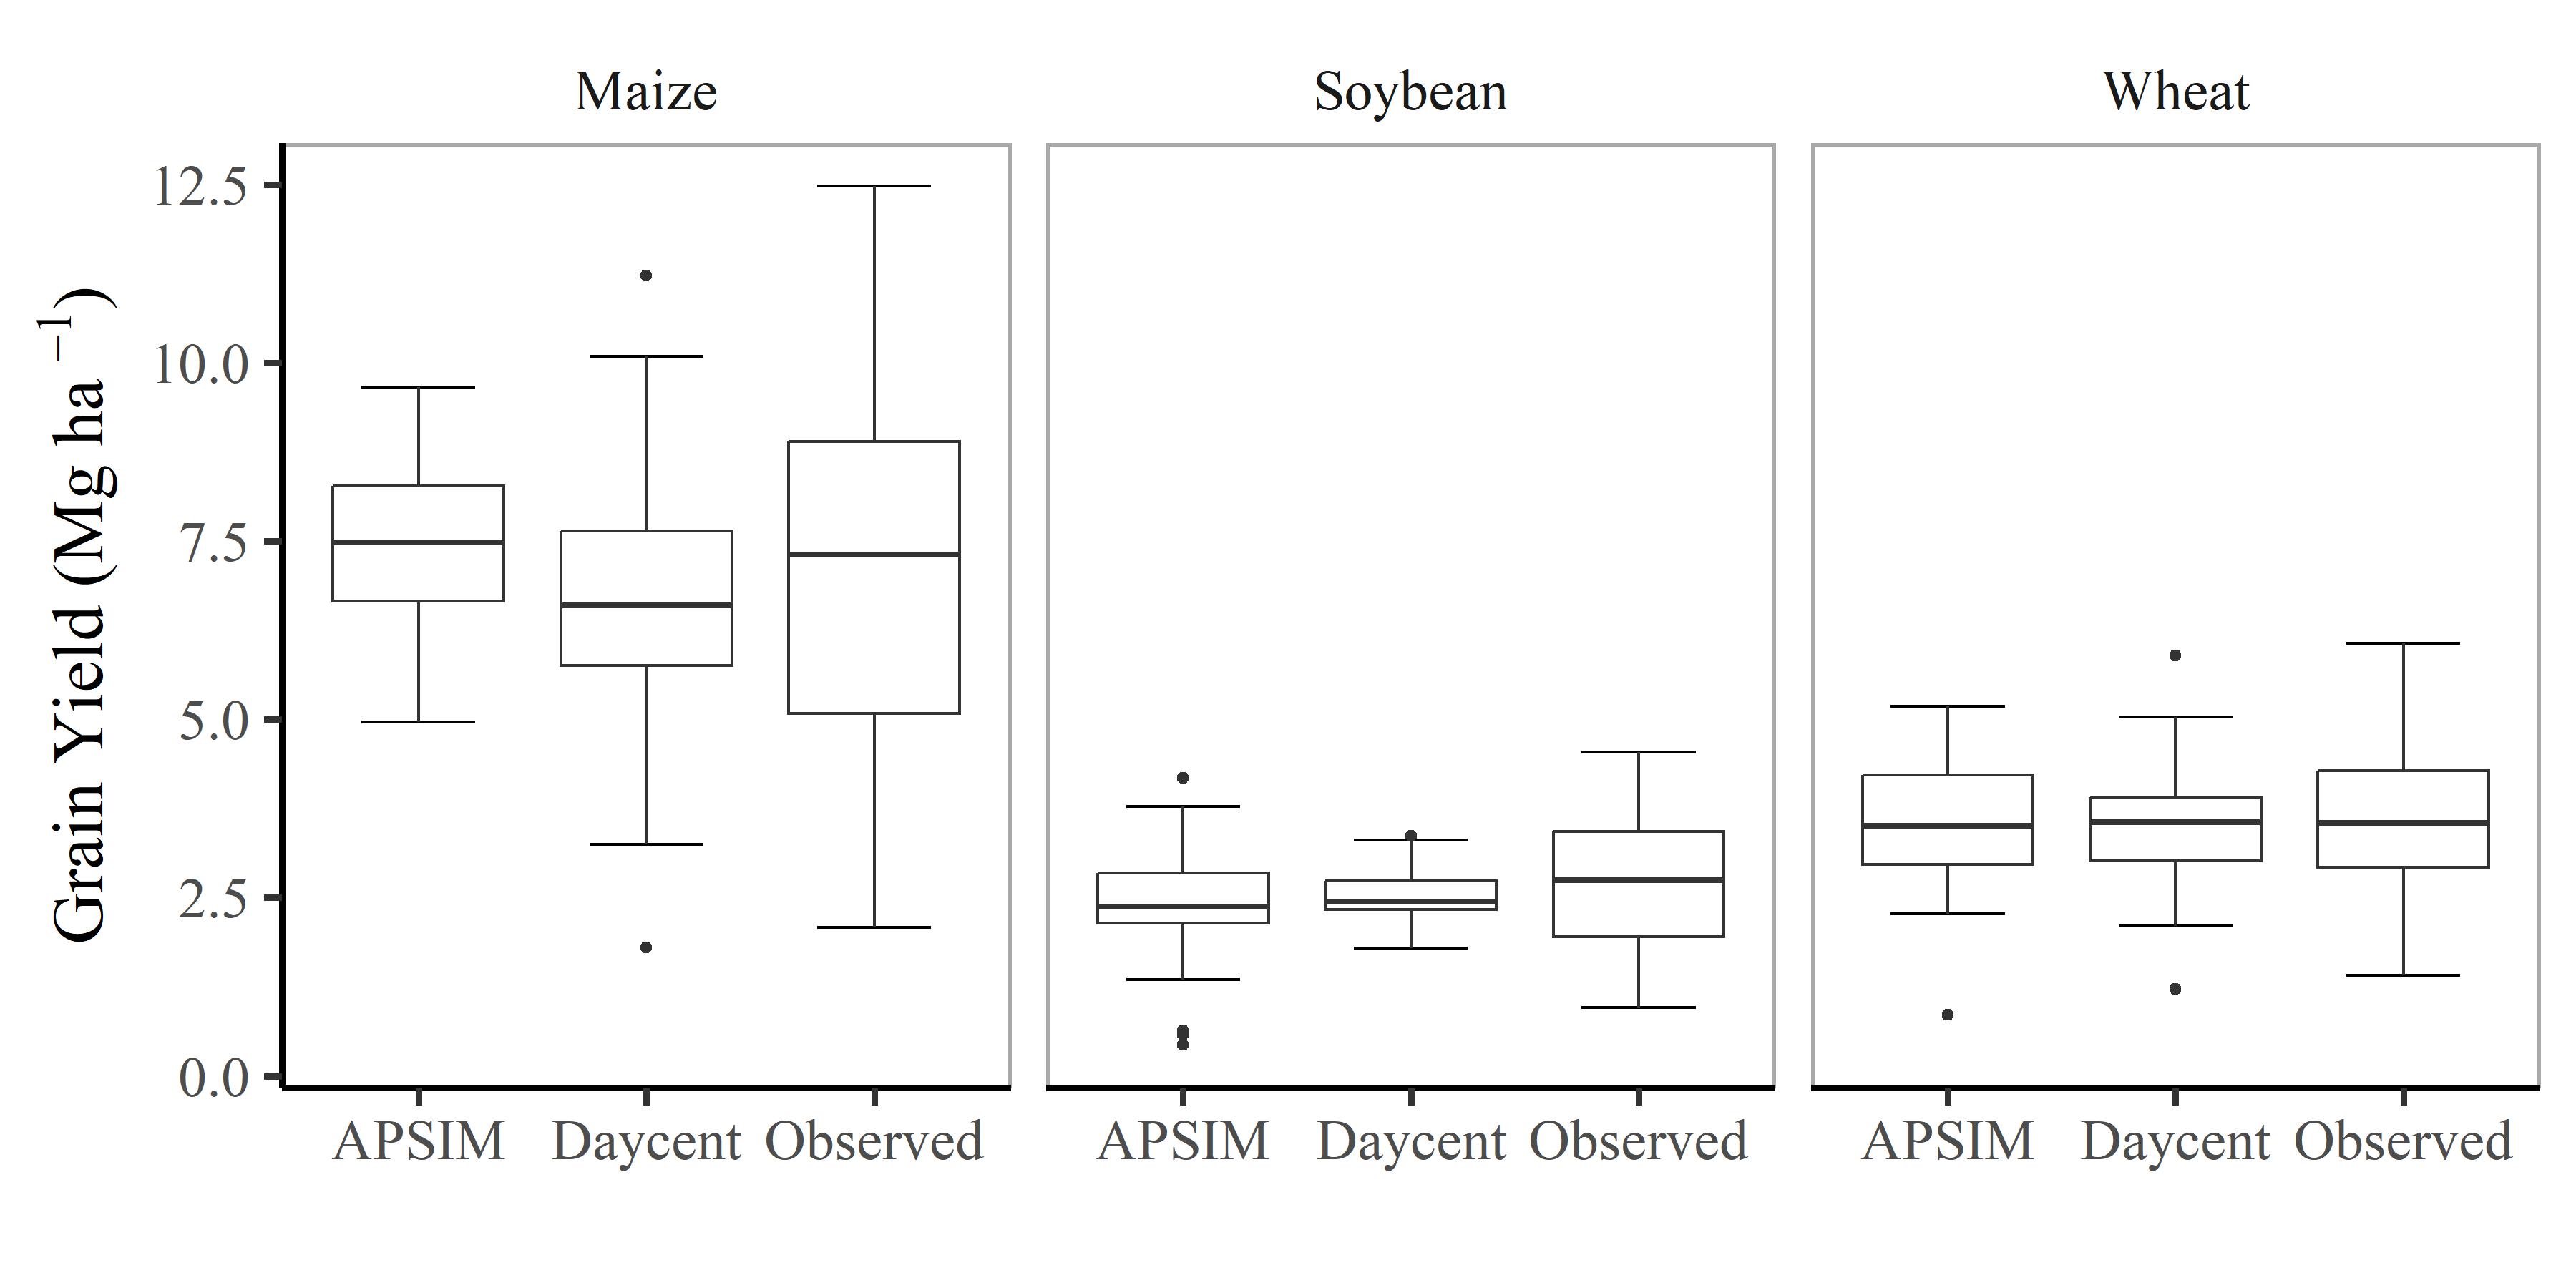 Maize Soybean Wheat
Grain Yield (Mg ha −1)
12.5
10.0
7.5
5.0
2.5
0.0
APSIM Daycent Observed APSIM Daycent Observed APSIM Daycent Observed